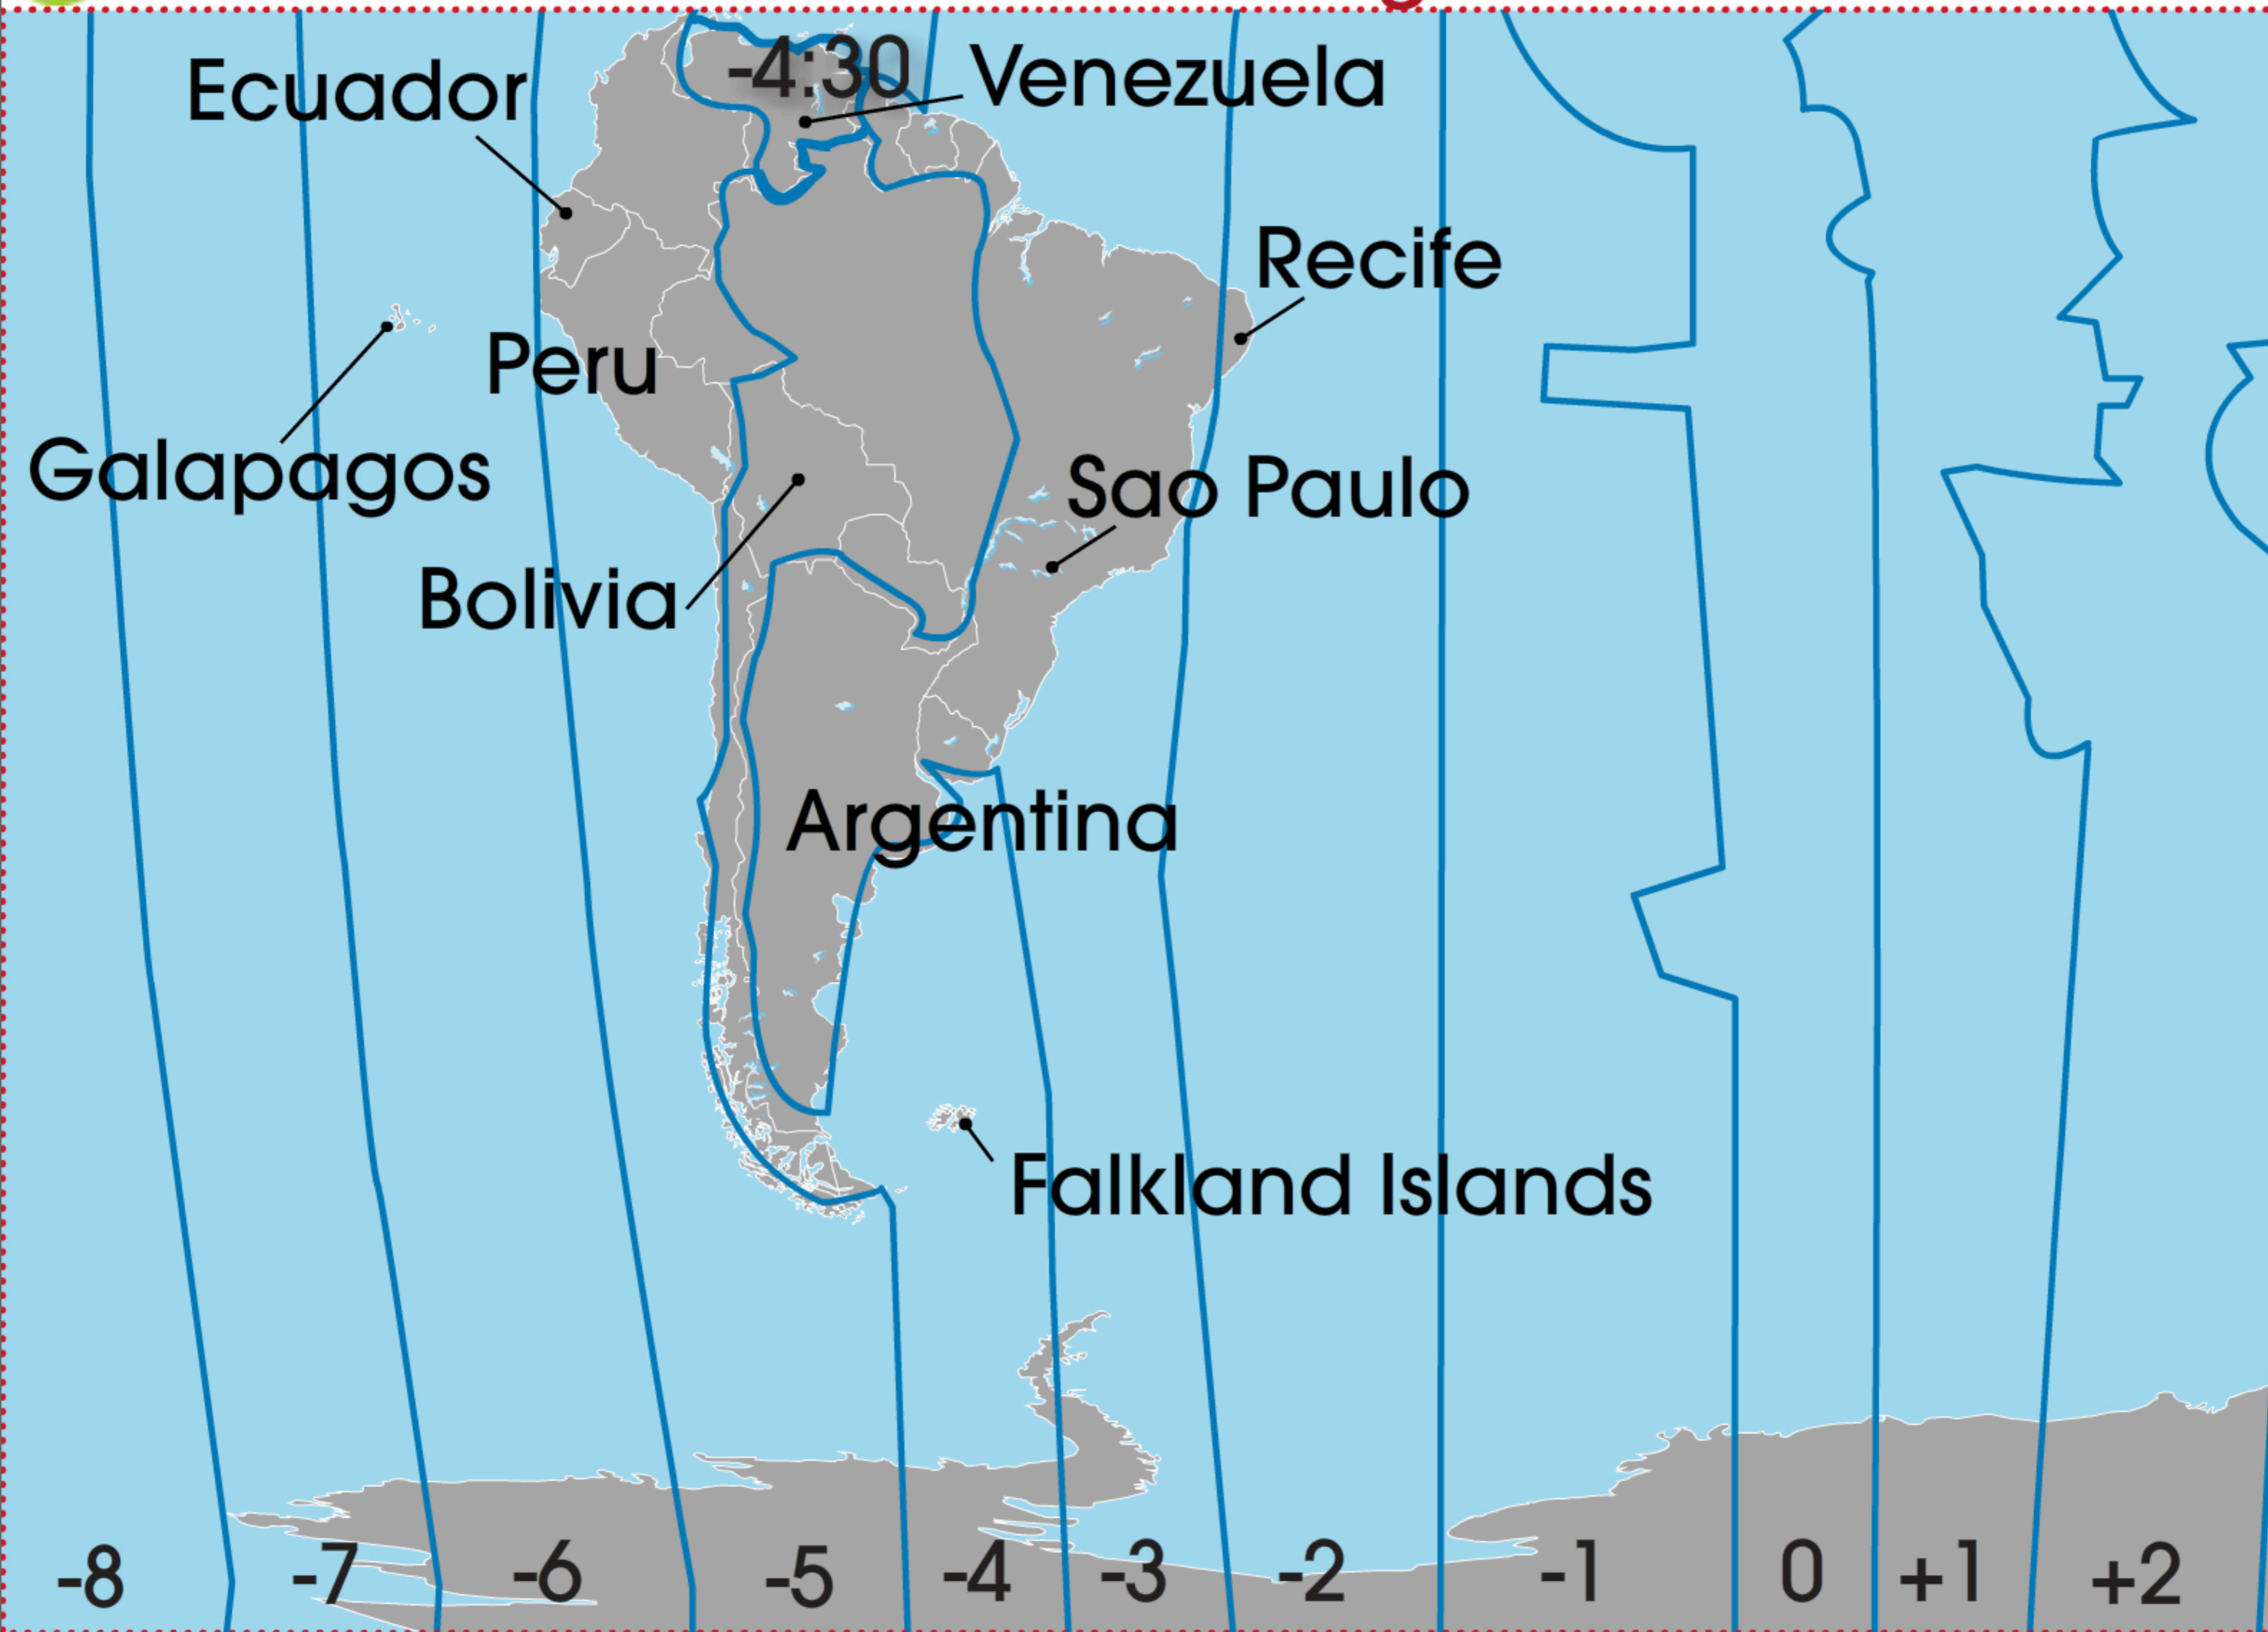 -4:30
Venezuela
Ecuador
Recife
Peru
Galapagos
Sao Paulo
Bolivia
Argentina
Falkland Islands
-8 -7 -6 -5 -4 -3 -2 -1 0 +1 +2